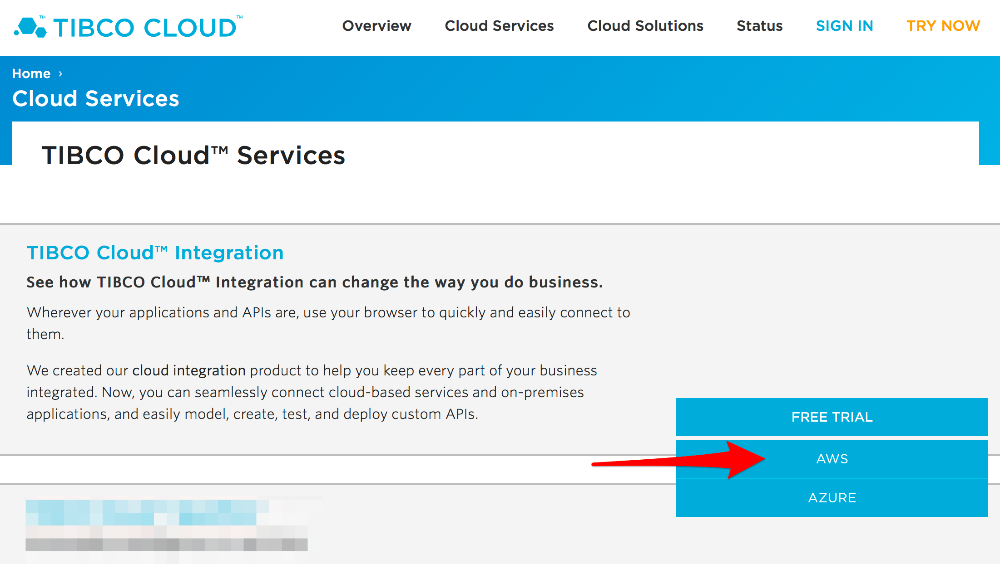 TIBCO CLOUD™
Overview
Cloud Services
Cloud Solutions
Status
SIGN IN
TRY NOW
Home ›
Cloud Services
TIBCO Cloud™ Services
TIBCO Cloud™ Integration
See how TIBCO Cloud™ Integration can change the way you do business.
Wherever your applications and APIs are, use your browser to quickly and easily connect to
them.
We created our cloud integration product to help you keep every part of your business
integrated. Now, you can seamlessly connect cloud-based services and on-premises
applications, and easily model, create, test, and deploy custom APIs.
FREE TRIAL
AWS
AZURE